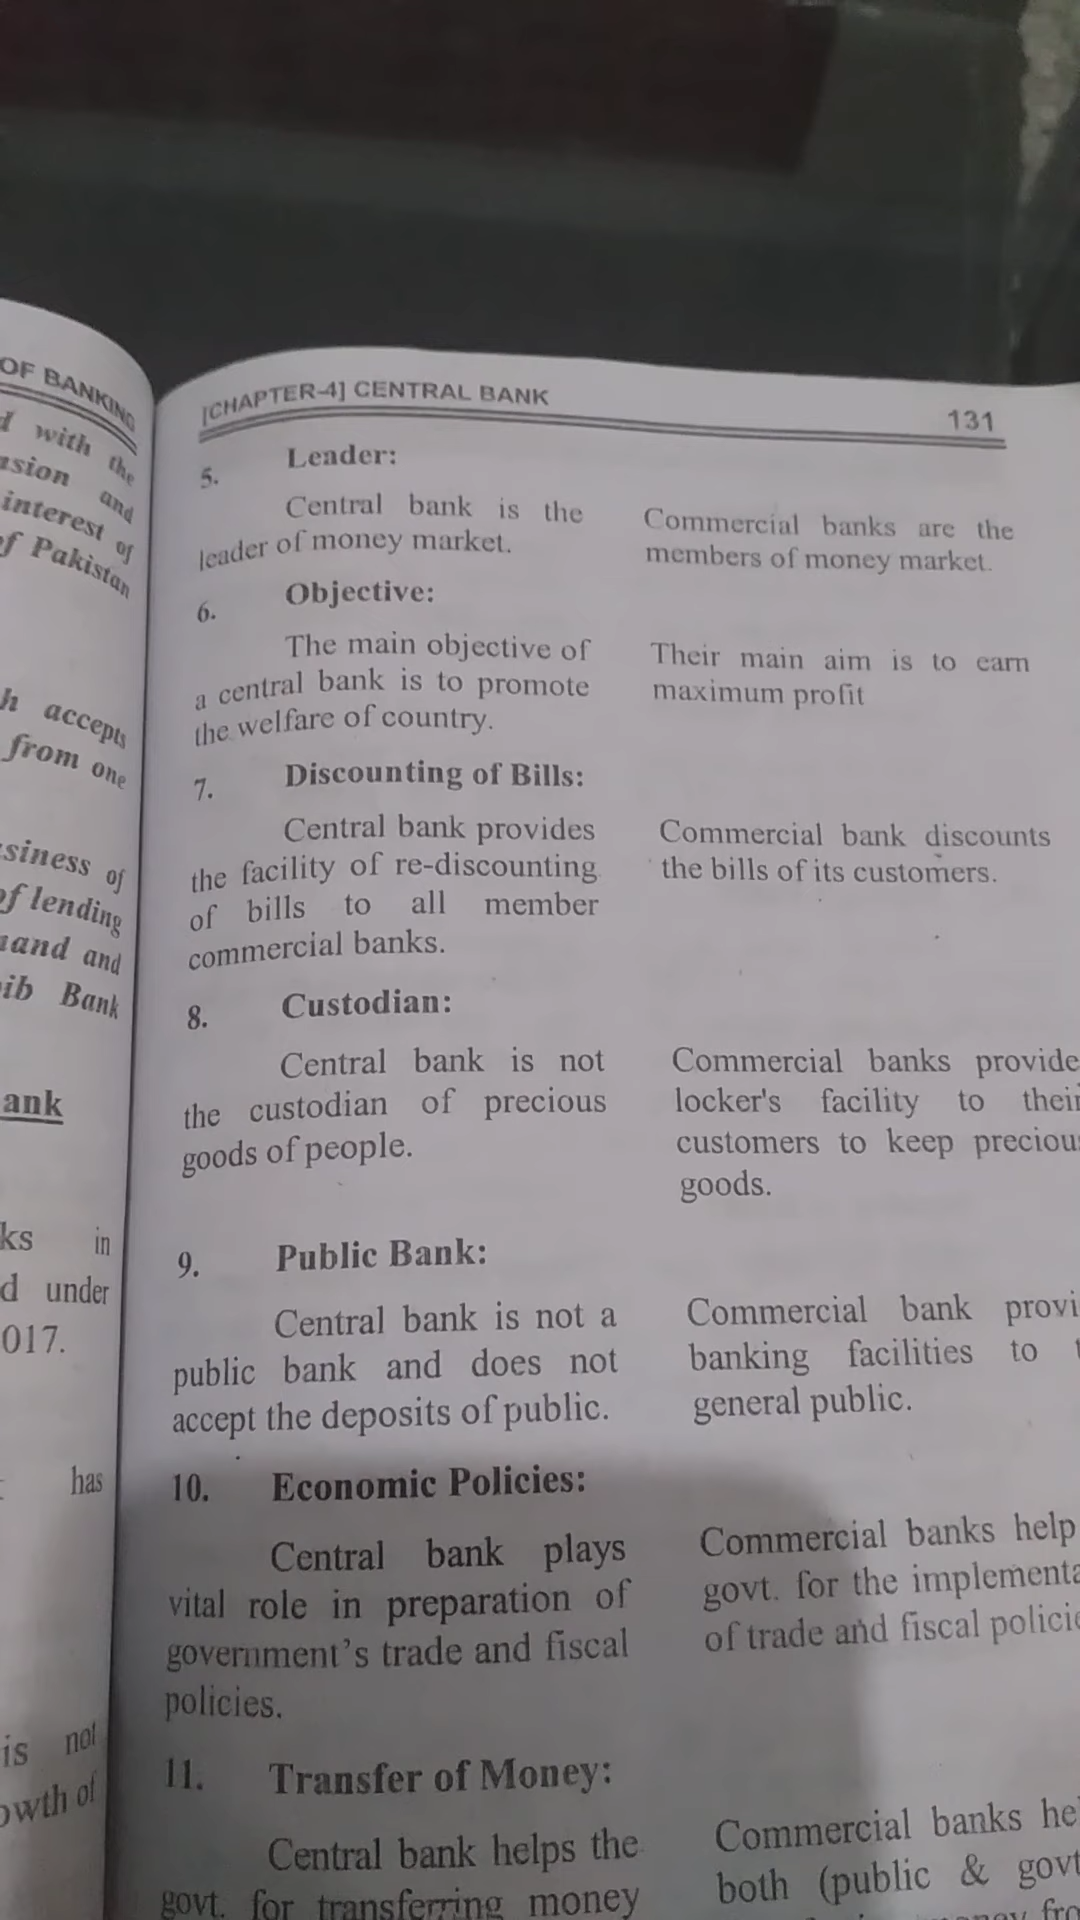 OF BANKING
with the
and
interest of
of Pakistan
accepts
from one
of
of lending
and
Bank
in
under
017.
has
is not
of
[CHAPTER-4] CENTRAL BANK
131
5. Leader:
Central bank is the
leader of money market.
Commercial banks are the
members of money market.
6. Objective:
The main objective of
a central bank is to promote
the welfare of country.
Their main aim is to earn
maximum profit
7. Discounting of Bills:
Central bank provides
the facility of re-discounting
of bills to all member
commercial banks.
Commercial bank discounts
the bills of its customers.
8. Custodian:
Central bank is not
the custodian of precious
goods of people.
Commercial banks provide
locker's facility to their
customers to keep precious
goods.
9. Public Bank:
Central bank is not a
public bank and does not
accept the deposits of public.
Commercial bank provi
banking facilities to
general public.
10. Economic Policies:
Central bank plays
vital role in preparation of
government's trade and fiscal
policies.
Commercial banks help
govt. for the implementa
of trade and fiscal policie
11. Transfer of Money:
Central bank helps the
govt. for transferring money
Commercial banks he
both (public & govt